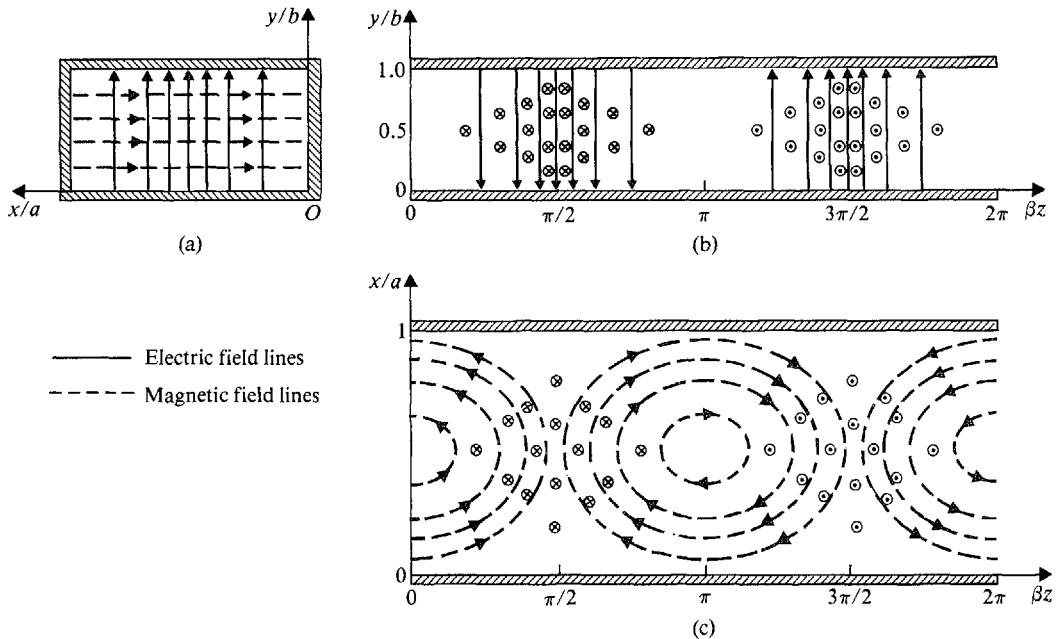 y/b
x/a
O
(a)
y/b
1.0
0.5
0
0
π/2
π
3π/2
2π
βz
(b)
Electric field lines
Magnetic field lines
x/a
1
0
0
π/2
π
3π/2
2π
βz
(c)